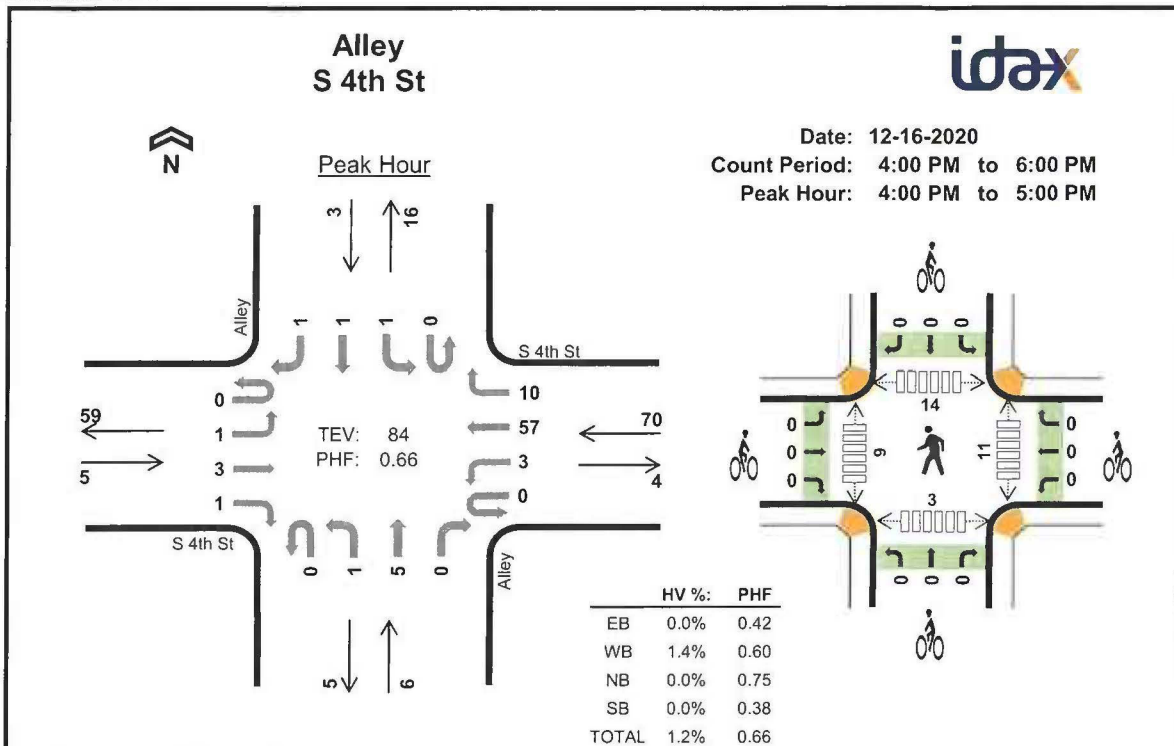 Alley
S 4th St
idax
N
Peak Hour
Date: 12-16-2020
Count Period: 4:00 PM to 6:00 PM
Peak Hour: 4:00 PM to 5:00 PM
3 16
Alley
1 1 1 0
S 4th St
0
10
59
1
57
70
TEV: 84
PHF: 0.66
5
3
3
4
1
0
S 4th St
0 1 5 0
Alley
5 6
0 0 0
14
0 0
0 9 11 0
0 0
3
0 0 0
HV %: PHF
EB 0.0% 0.42
WB 1.4% 0.60
NB 0.0% 0.75
SB 0.0% 0.38
TOTAL 1.2% 0.66